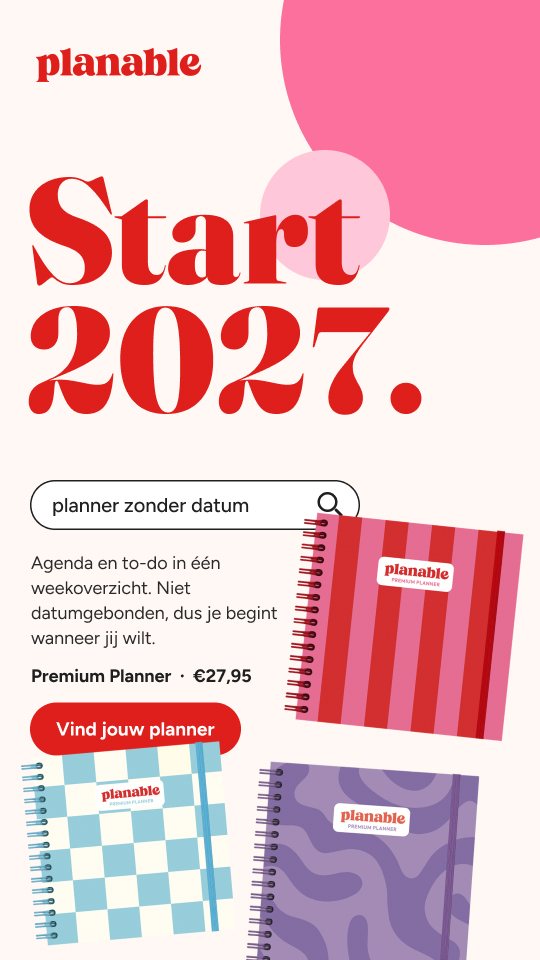 planable
Start
2027.
planner zonder datum
Agenda en to-do in één
weekoverzicht. Niet
datumgebonden, dus je begint
wanneer jij wilt.
Premium Planner · €27,95
Vind jouw planner
planable
PREMIUM PLANNER
planable
PREMIUM PLANNER
planable
PREMIUM PLANNER